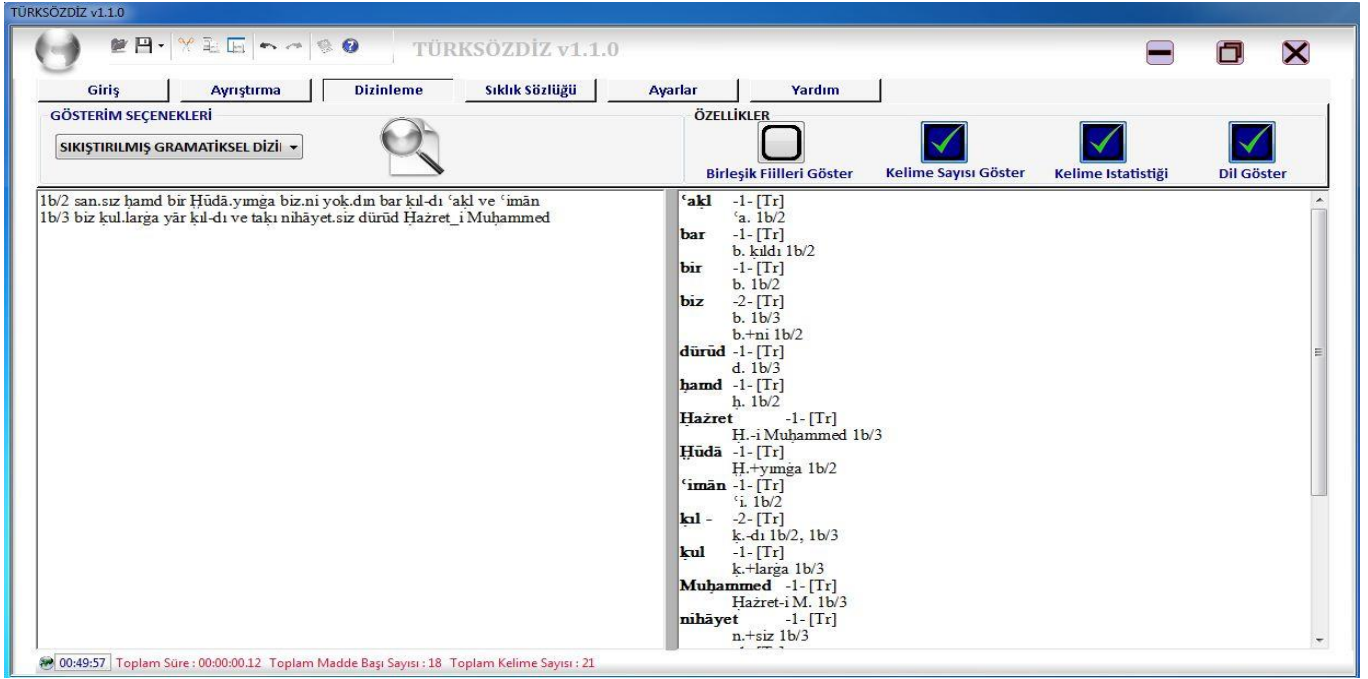 TÜRKSÖZDİZ v1.1.0
TÜRKSÖZDİZ v1.1.0
Giriş Ayrıştırma Dizinleme Sıklık Sözlüğü Ayarlar Yardım
GÖSTERİM SEÇENEKLERİ
SIKIŞTIRILMIŞ GRAMATİKSEL DİZİ
ÖZELLİKLER
Birleşik Fiilleri Göster Kelime Sayısı Göster Kelime İstatistiği Dil Göster
1b/2 san.sız ḥamd bir Ḫūdā.yımġa biz.ni yoḳ.dın bar ḳıl-dı ʿaḳl ve ʿimān
1b/3 biz ḳul.larġa yār ḳıl-dı ve taḳı nihāyet.siz dürūd Ḥażret_i Muḥammed
ʿaḳl -1- [Tr]
ʿa. 1b/2
bar -1- [Tr]
b. ḳıldı 1b/2
bir -1- [Tr]
b. 1b/2
biz -2- [Tr]
b. 1b/3
b.+ni 1b/2
dürūd -1- [Tr]
d. 1b/3
ḥamd -1- [Tr]
ḥ. 1b/2
Ḥażret -1- [Tr]
Ḥ.-i Muḥammed 1b/3
Ḫūdā -1- [Tr]
Ḫ.+yımġa 1b/2
ʿimān -1- [Tr]
ʿi. 1b/2
ḳıl - -2- [Tr]
ḳ.-dı 1b/2, 1b/3
ḳul -1- [Tr]
ḳ.+larġa 1b/3
Muḥammed -1- [Tr]
Ḥażret-i M. 1b/3
nihāyet -1- [Tr]
n.+siz 1b/3
00:49:57 Toplam Süre : 00:00:00.12 Toplam Madde Başı Sayısı : 18 Toplam Kelime Sayısı : 21